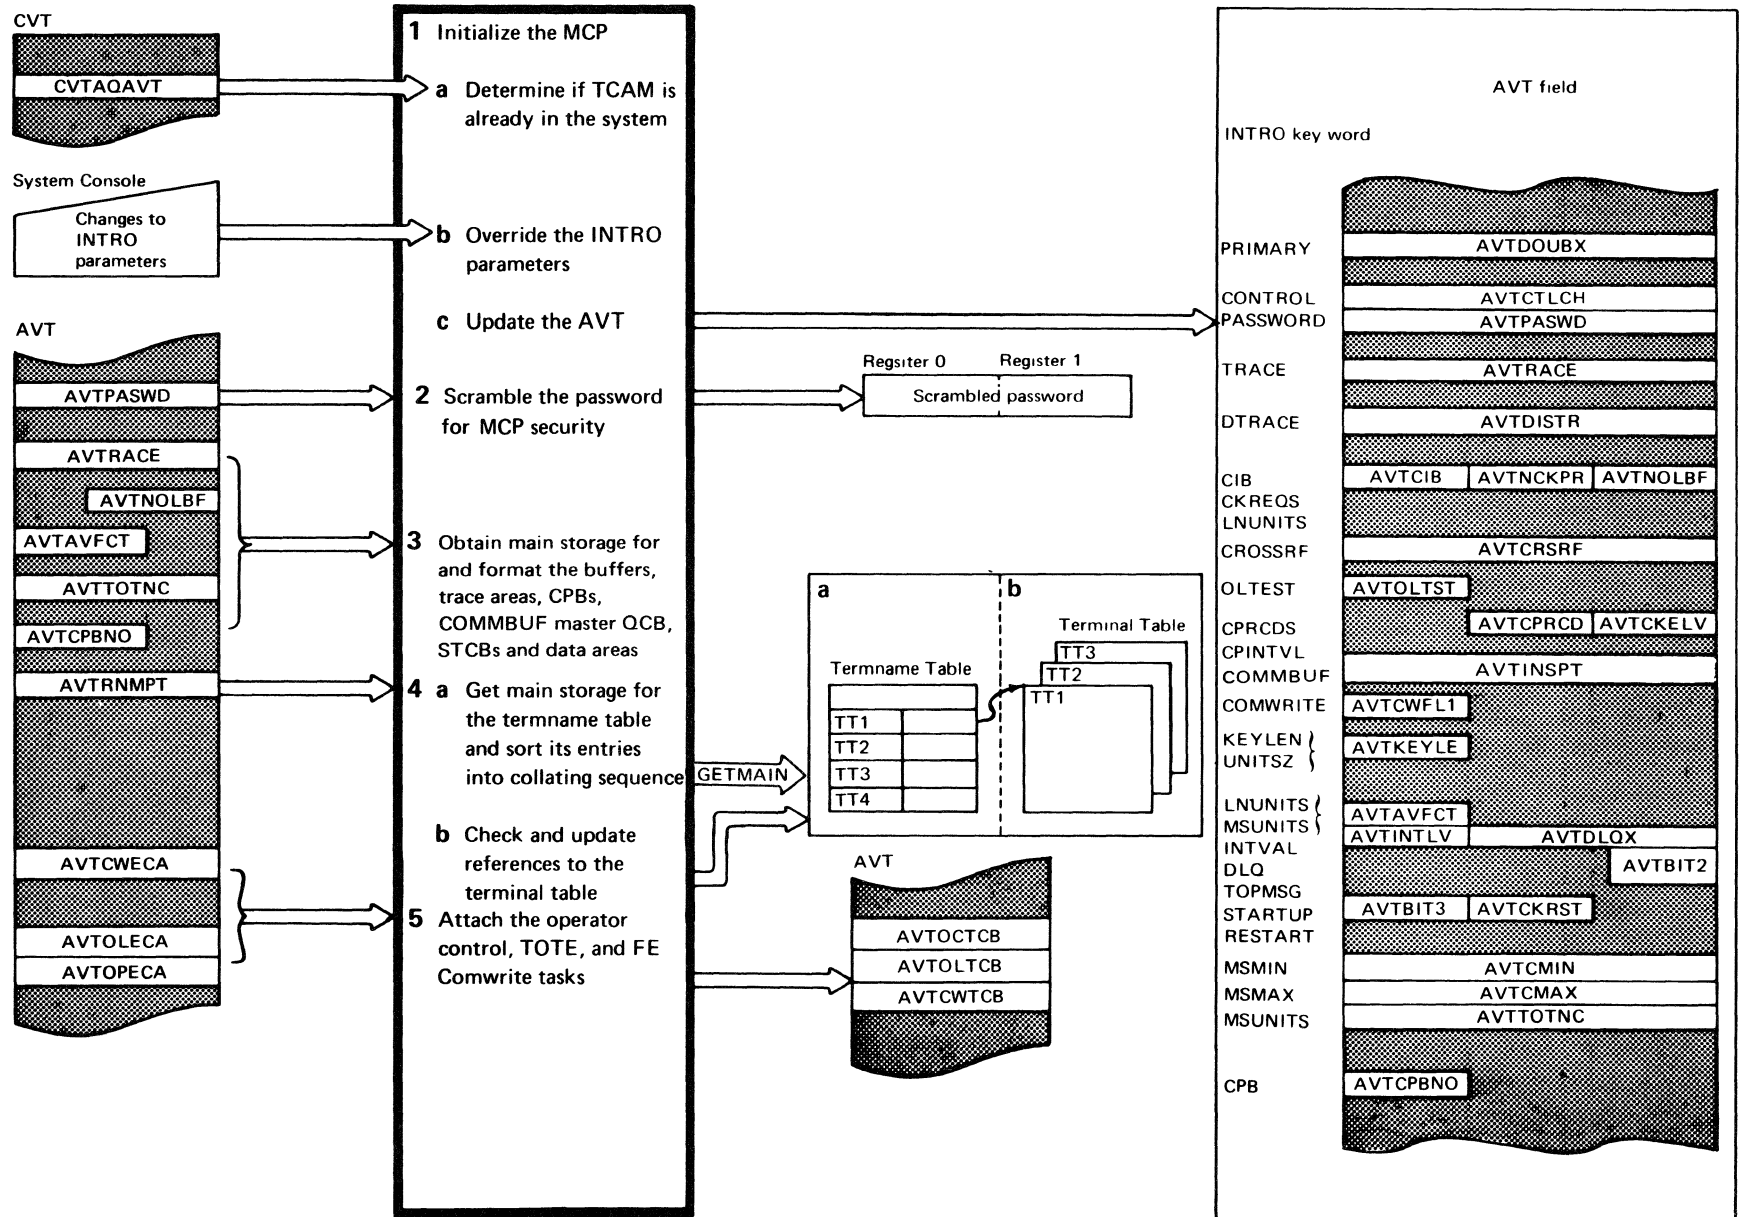 CVT
CVTAQAVT
System Console
Changes to
INTRO
parameters
AVT
AVTPASWD
AVTRACE
AVTNOLBF
AVTAVFCT
AVTTOTNC
AVTCPBNO
AVTRNMPT
AVTCWECA
AVTOLECA
AVTOPECA
1 Initialize the MCP
a Determine if TCAM is
already in the system
b Override the INTRO
parameters
c Update the AVT
2 Scramble the password
for MCP security
3 Obtain main storage for
and format the buffers,
trace areas, CPBs,
COMMBUF master QCB,
STCBs and data areas
4 a Get main storage for
the termname table
and sort its entries
into collating sequence
b Check and update
references to the
terminal table
5 Attach the operator
control, TOTE, and FE
Comwrite tasks
Regsiter 0 Register 1
Scrambled password
GETMAIN
a b
Termname Table
TT1
TT2
TT3
TT4
Terminal Table
TT3
TT2
TT1
AVT
AVTOCTCB
AVTOLTCB
AVTCWTCB
AVT field
INTRO key word
PRIMARY AVTDOUBX
CONTROL AVTCTLCH
PASSWORD AVTPASWD
TRACE AVTRACE
DTRACE AVTDISTR
CIB AVTCIB AVTNCKPR AVTNOLBF
CKREQS
LNUNITS
CROSSRF AVTCRSRF
OLTEST AVTOLTST
CPRCDS AVTCPRCD AVTCKELV
CPINTVL
COMMBUF AVTINSPT
COMWRITE AVTCWFL1
KEYLEN
UNITSZ
AVTKEYLE
LNUNITS
MSUNITS
AVTAVFCT
AVTINTLV AVTDLQX
INTVAL
DLQ AVTBIT2
TOPMSG
STARTUP AVTBIT3 AVTCKRST
RESTART
MSMIN AVTCMIN
MSMAX AVTCMAX
MSUNITS AVTTOTNC
CPB AVTCPBNO